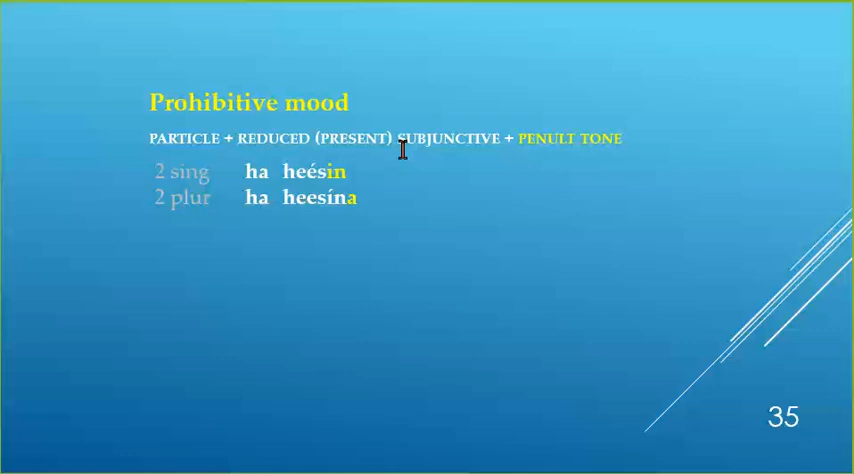 Prohibitive mood
PARTICLE + REDUCED (PRESENT) SUBJUNCTIVE + PENULT TONE
2 sing ha heésin
2 plur ha heesína
35